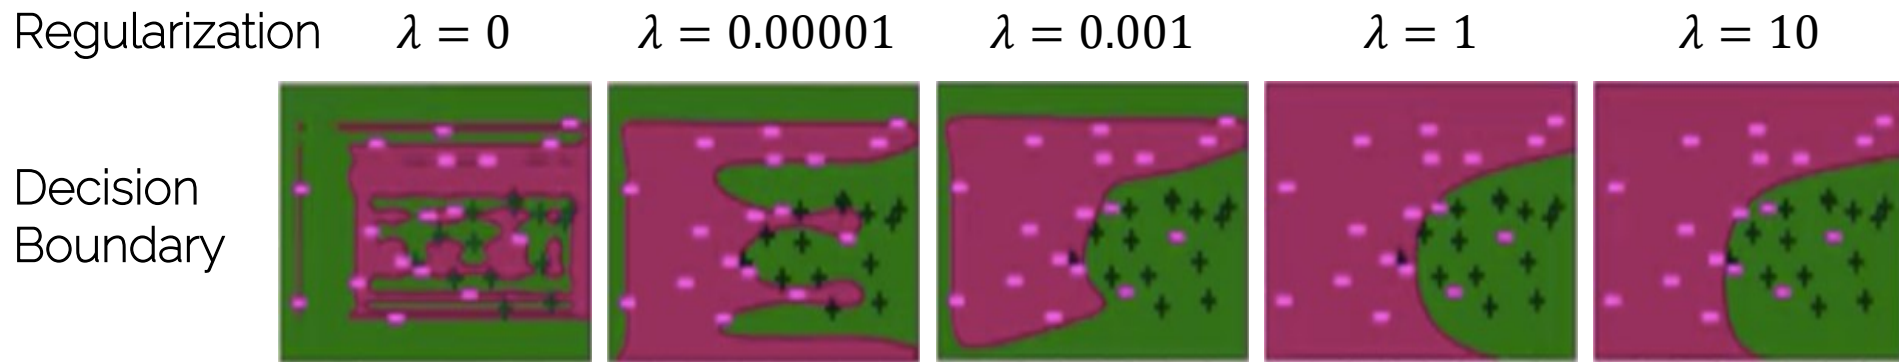 Regularization λ = 0 λ = 0.00001 λ = 0.001 λ = 1 λ = 10
Decision
Boundary